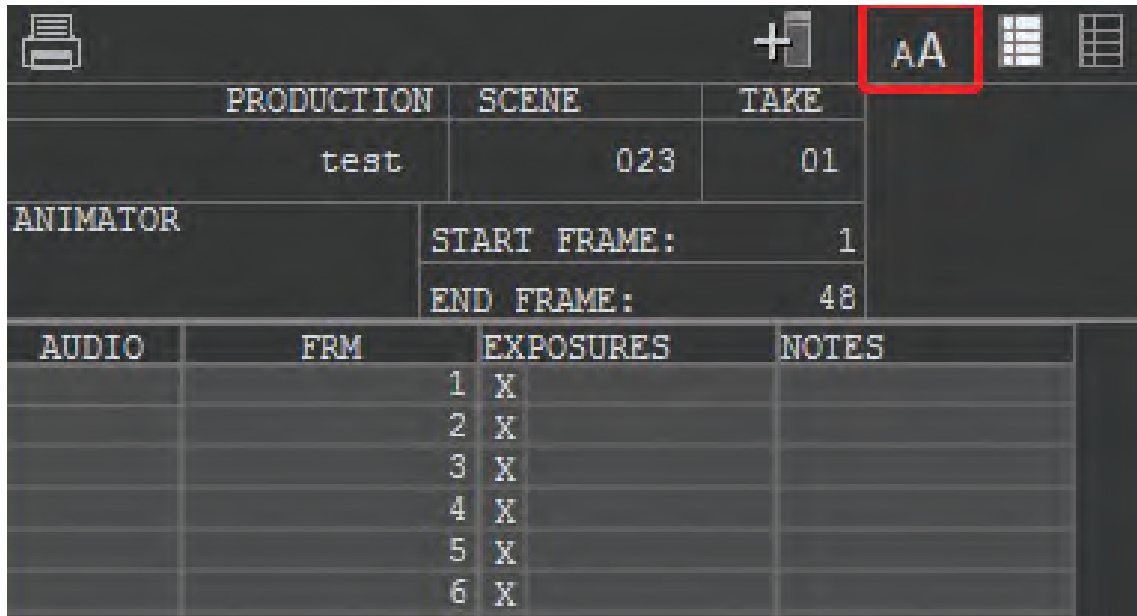 AA
PRODUCTION SCENE TAKE
test 023 01
ANIMATOR
START FRAME: 1
END FRAME: 48
AUDIO FRM EXPOSURES NOTES
1 X
2 X
3 X
4 X
5 X
6 X